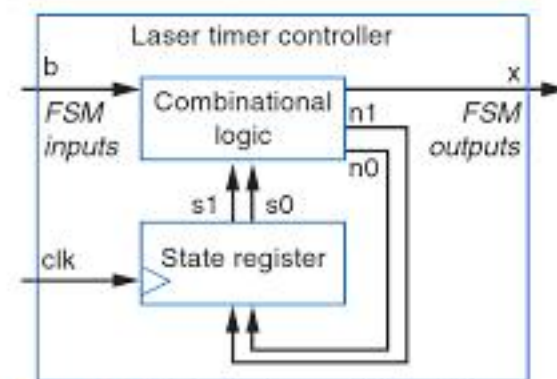 Laser timer controller
b
x
Combinational
logic
FSM
inputs
n1
n0
FSM
outputs
s1
s0
clk
State register